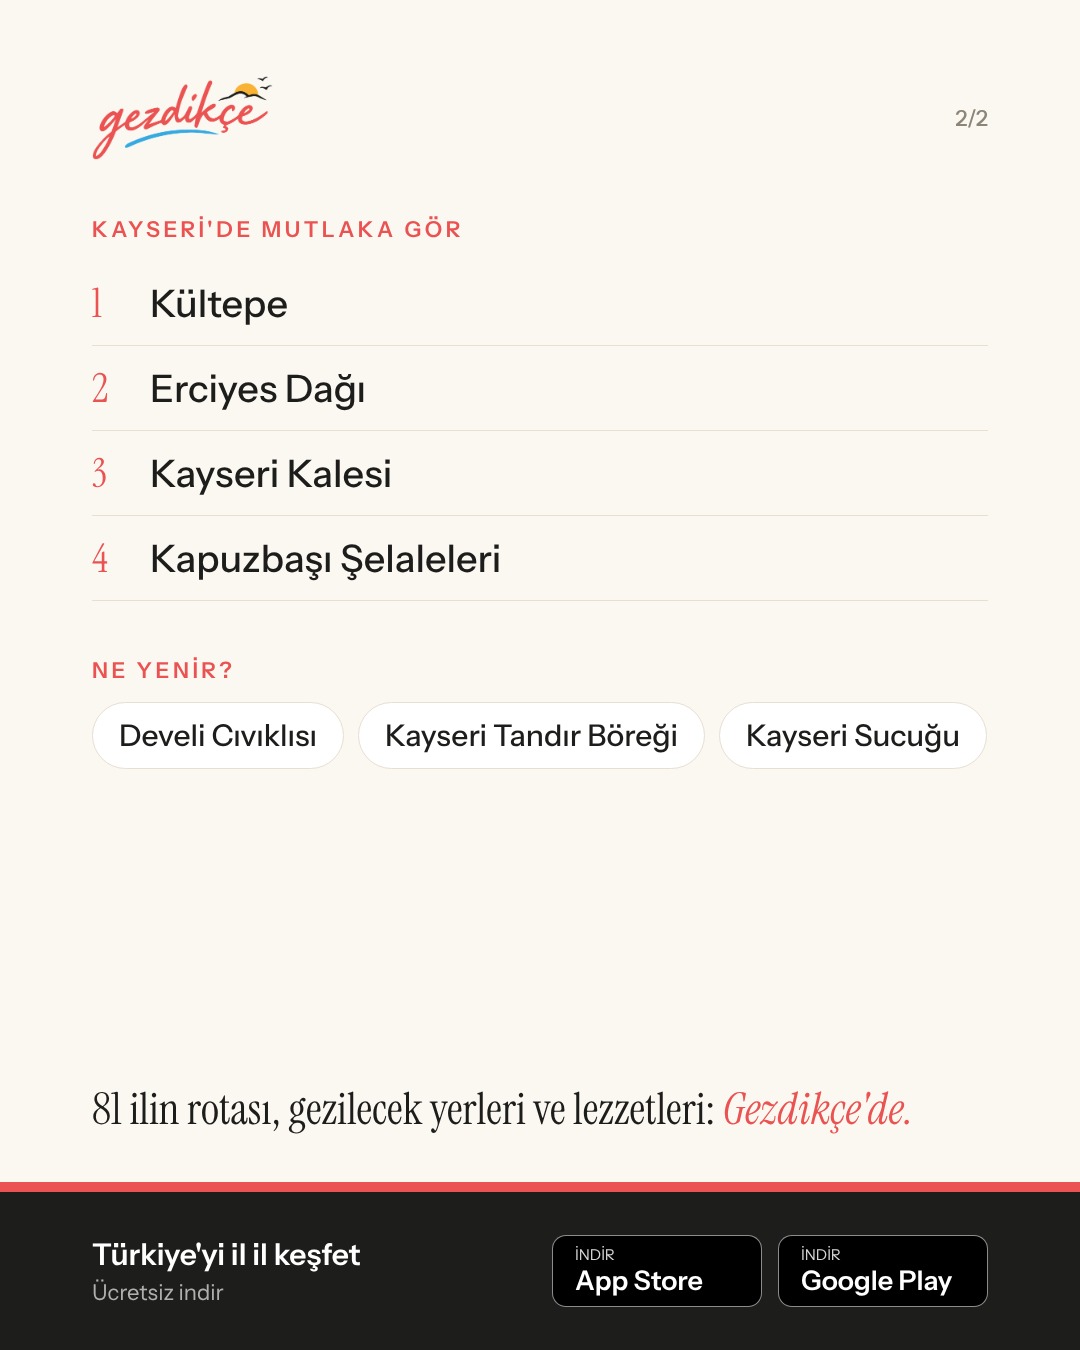 gezdikçe
2/2
KAYSERİ'DE MUTLAKA GÖR
1 Kültepe
2 Erciyes Dağı
3 Kayseri Kalesi
4 Kapuzbaşı Şelaleleri
NE YENİR?
Develi Cıvıklısı Kayseri Tandır Böreği Kayseri Sucuğu
81 ilin rotası, gezilecek yerleri ve lezzetleri: Gezdikçe'de.
Türkiye'yi il il keşfet
Ücretsiz indir
İNDİR
App Store
İNDİR
Google Play